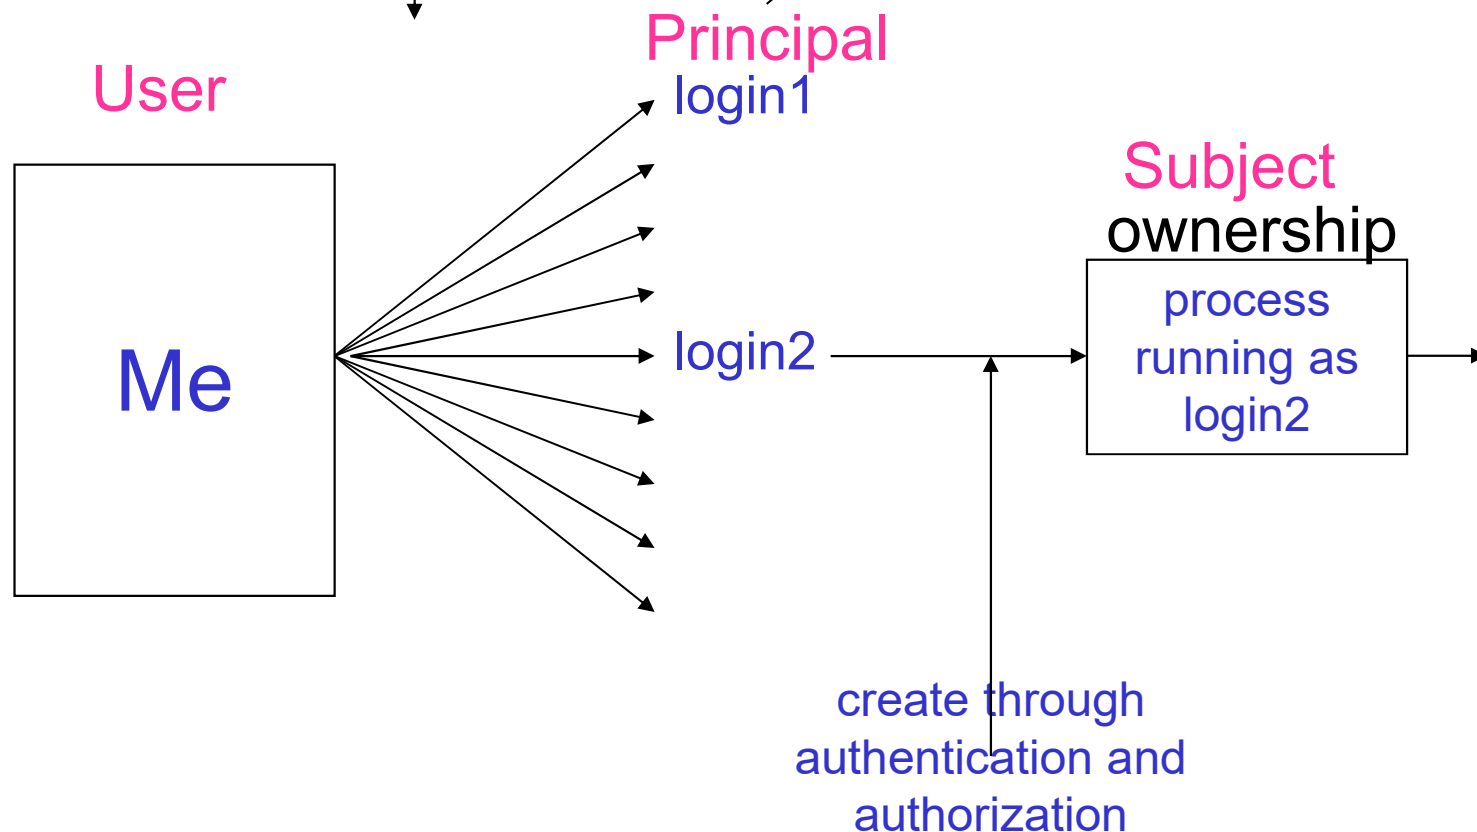 Principal
User
login1
Subject
ownership
process
running as
login2
Me
login2
create through
authentication and
authorization